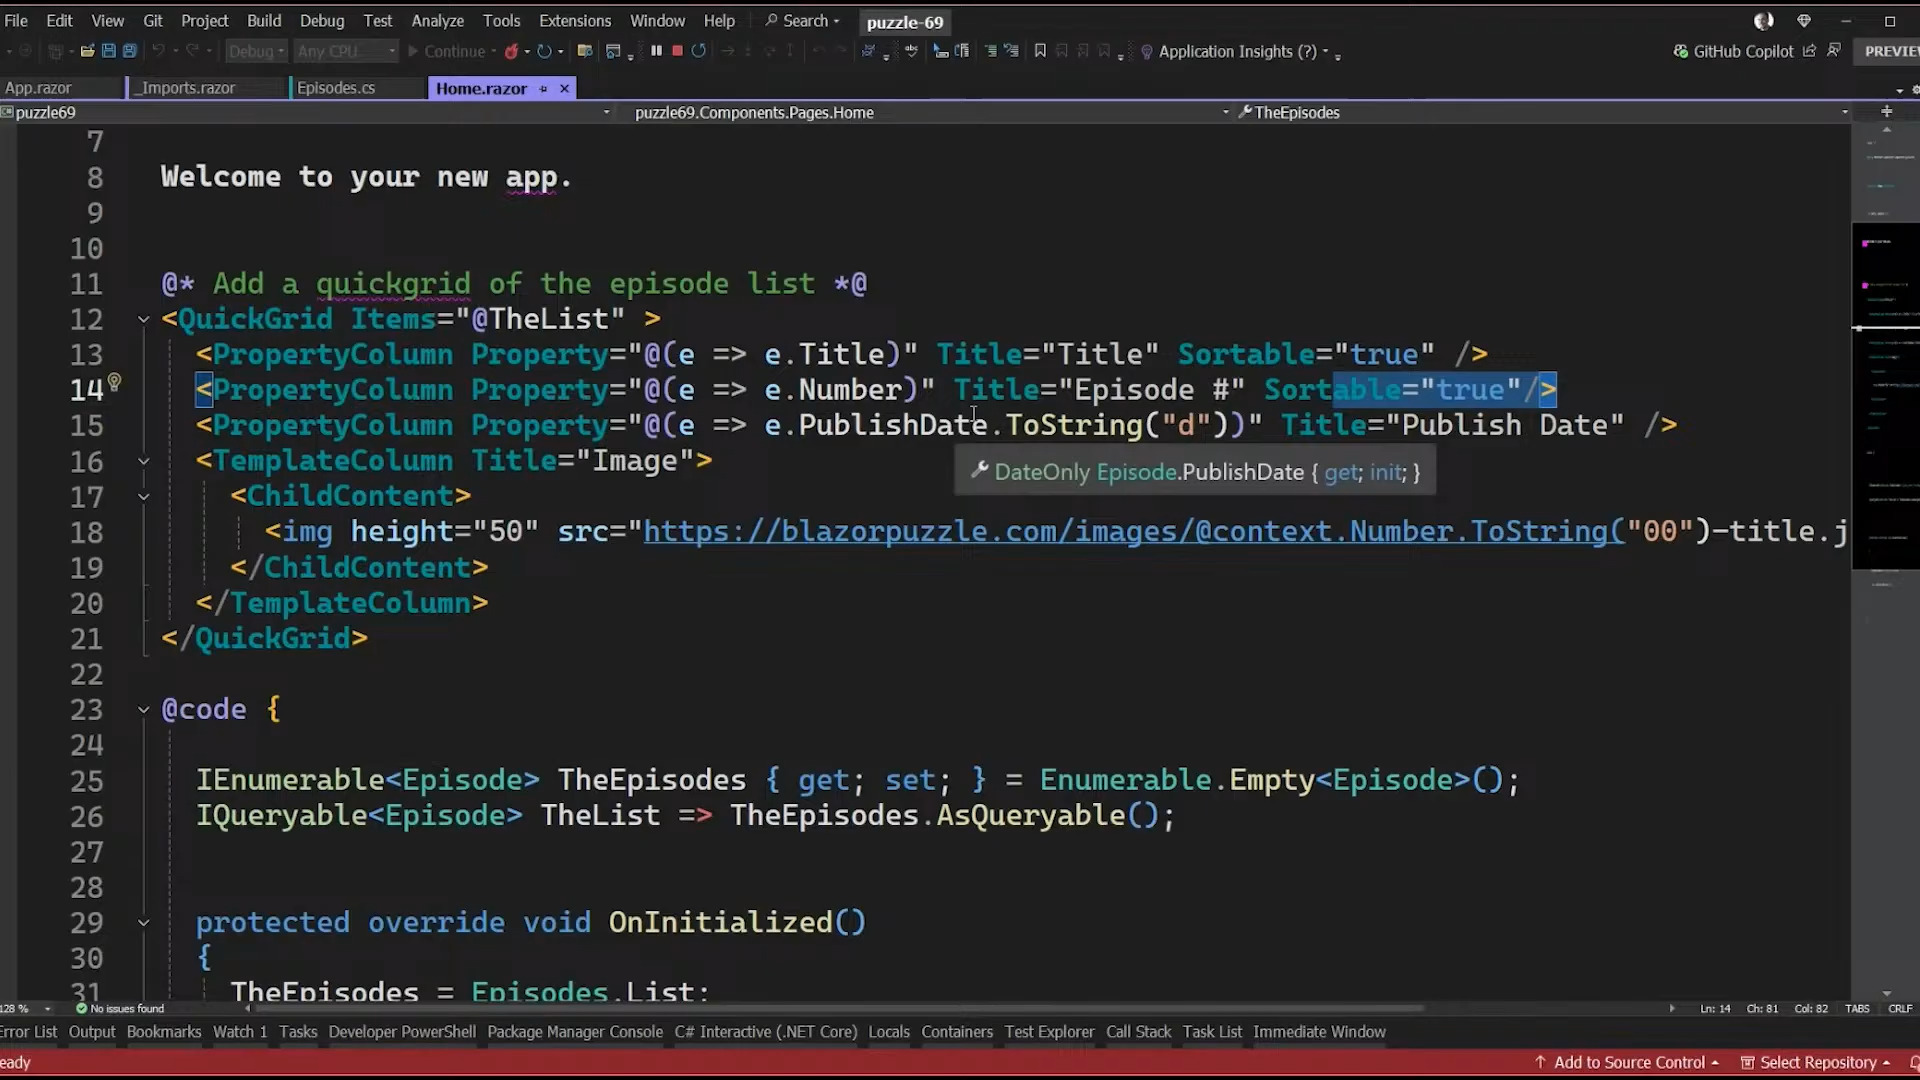 File Edit View Git Project Build Debug Test Analyze Tools Extensions Window Help Search puzzle-69
Debug Any CPU Continue Application Insights (?) GitHub Copilot PREVIEW
App.razor _Imports.razor Episodes.cs Home.razor
puzzle69 puzzle69.Components.Pages.Home TheEpisodes
7
8 Welcome to your new app.
9
10
11 @* Add a quickgrid of the episode list *@
12 <QuickGrid Items="@TheList" >
13 <PropertyColumn Property="@(e => e.Title)" Title="Title" Sortable="true" />
14 <PropertyColumn Property="@(e => e.Number)" Title="Episode #" Sortable="true"/>
15 <PropertyColumn Property="@(e => e.PublishDate.ToString("d"))" Title="Publish Date" />
16 <TemplateColumn Title="Image">
DateOnly Episode.PublishDate { get; init; }
17 <ChildContent>
18 <img height="50" src="https://blazorpuzzle.com/images/@context.Number.ToString("00")-title.j
19 </ChildContent>
20 </TemplateColumn>
21 </QuickGrid>
22
23 @code {
24
25 IEnumerable<Episode> TheEpisodes { get; set; } = Enumerable.Empty<Episode>();
26 IQueryable<Episode> TheList => TheEpisodes.AsQueryable();
27
28
29 protected override void OnInitialized()
30 {
31 TheEpisodes = Episodes.List;
128 % No issues found Ln: 14 Ch: 81 Col: 82 TABS CRLF
Error List Output Bookmarks Watch 1 Tasks Developer PowerShell Package Manager Console C# Interactive (.NET Core) Locals Containers Test Explorer Call Stack Task List Immediate Window
eady Add to Source Control Select Repository